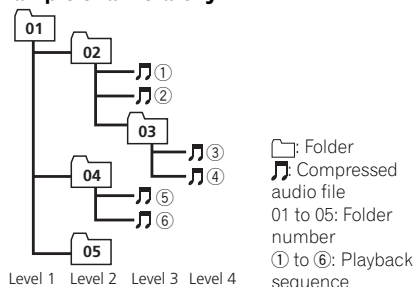 01
02
①
②
03
③
④
04
⑤
⑥
05
Level 1 Level 2 Level 3 Level 4
: Folder
: Compressed
audio file
01 to 05: Folder
number
① to ⑥: Playback
sequence